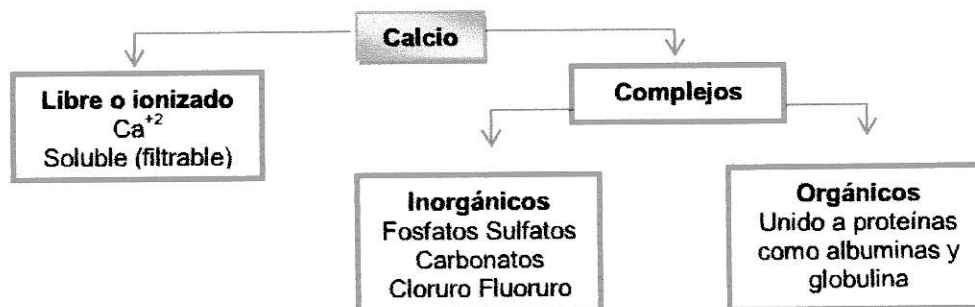 Calcio
Libre o ionizado
Ca⁺²
Soluble (filtrable)
Complejos
Inorgánicos
Fosfatos Sulfatos
Carbonatos
Cloruro Fluoruro
Orgánicos
Unido a proteínas
como albuminas y
globulina